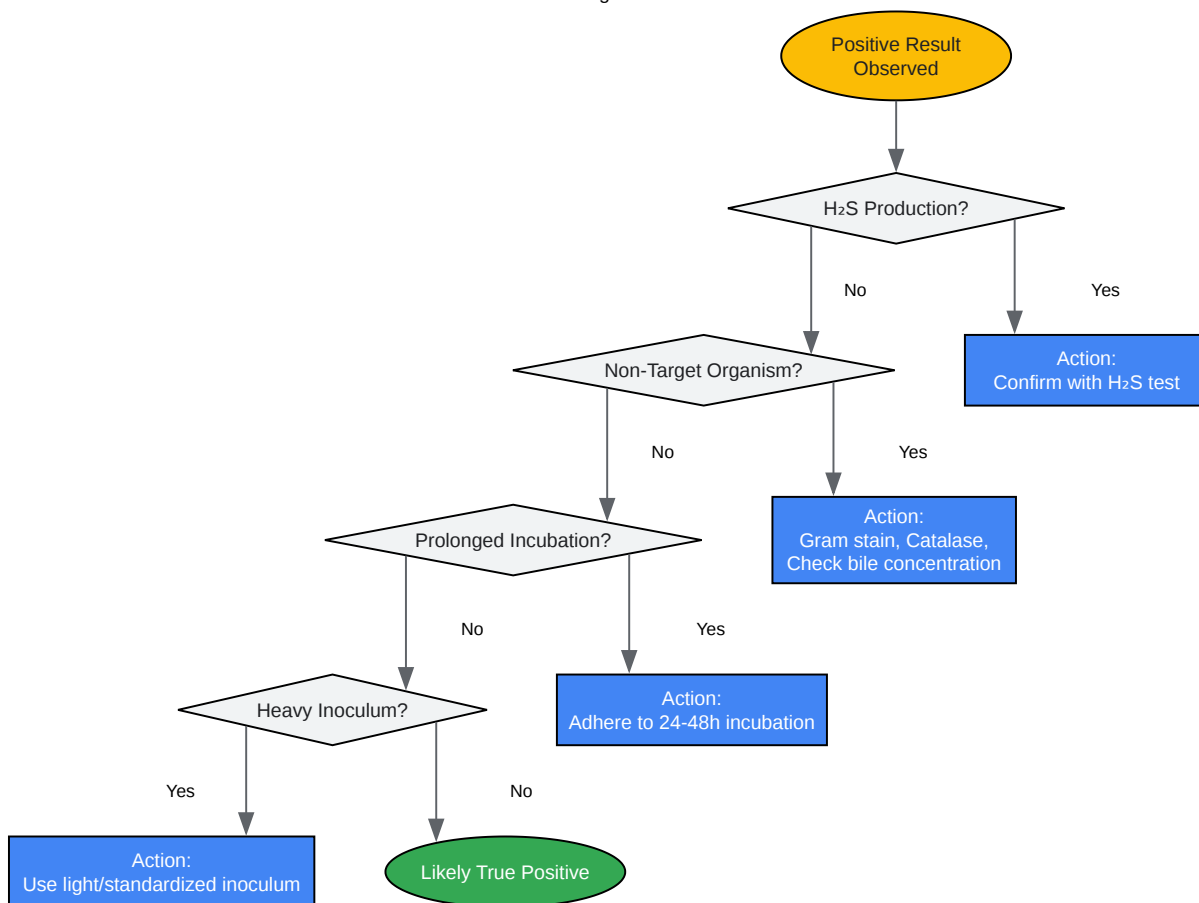 Positive Result
Observed
H₂S Production?
No
Yes
Action:
Confirm with H₂S test
Non-Target Organism?
No
Yes
Action:
Gram stain, Catalase,
Check bile concentration
Prolonged Incubation?
No
Yes
Action:
Adhere to 24-48h incubation
Heavy Inoculum?
Yes
No
Action:
Use light/standardized inoculum
Likely True Positive